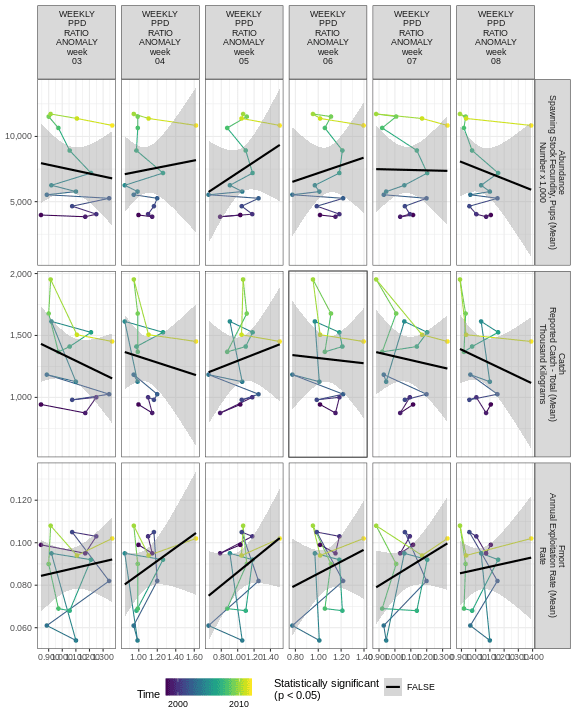 WEEKLY
PPD
RATIO
ANOMALY
week
03
WEEKLY
PPD
RATIO
ANOMALY
week
04
WEEKLY
PPD
RATIO
ANOMALY
week
05
WEEKLY
PPD
RATIO
ANOMALY
week
06
WEEKLY
PPD
RATIO
ANOMALY
week
07
WEEKLY
PPD
RATIO
ANOMALY
week
08
10,000
5,000
Abundance
Spawning Stock Fecundity, Pups (Mean)
Number x 1,000
2,000
1,500
1,000
Catch
Reported Catch - Total (Mean)
Thousand Kilograms
0.120
0.100
0.080
0.060
Fmort
Annual Exploitation Rate (Mean)
Rate
1.00 1.20 1.40 1.60
1.20 1.40
0.80 1.00 1.20 1.40
Time
2000 2010
Statistically significant
(p < 0.05)
FALSE